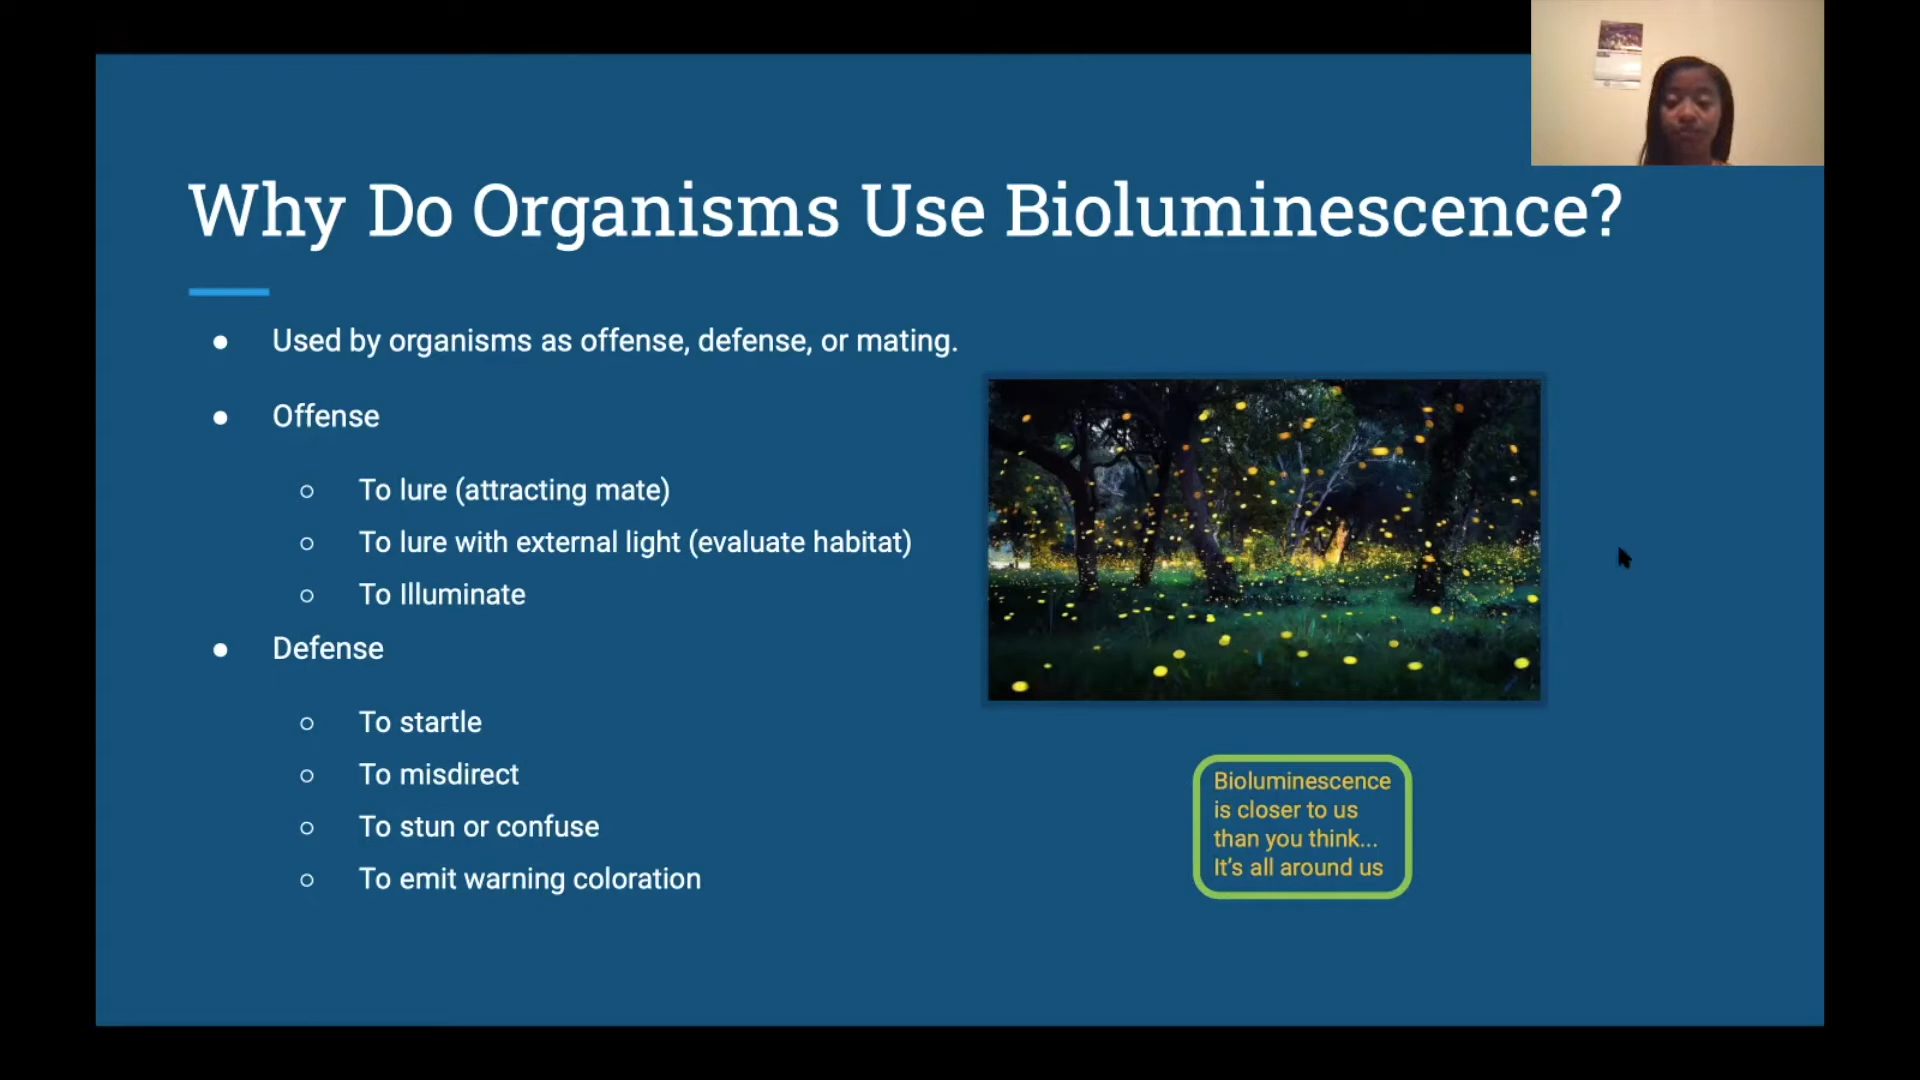 Why Do Organisms Use Bioluminescence?
● Used by organisms as offense, defense, or mating.
● Offense
○ To lure (attracting mate)
○ To lure with external light (evaluate habitat)
○ To Illuminate
● Defense
○ To startle
○ To misdirect
○ To stun or confuse
○ To emit warning coloration
Bioluminescence
is closer to us
than you think...
It's all around us